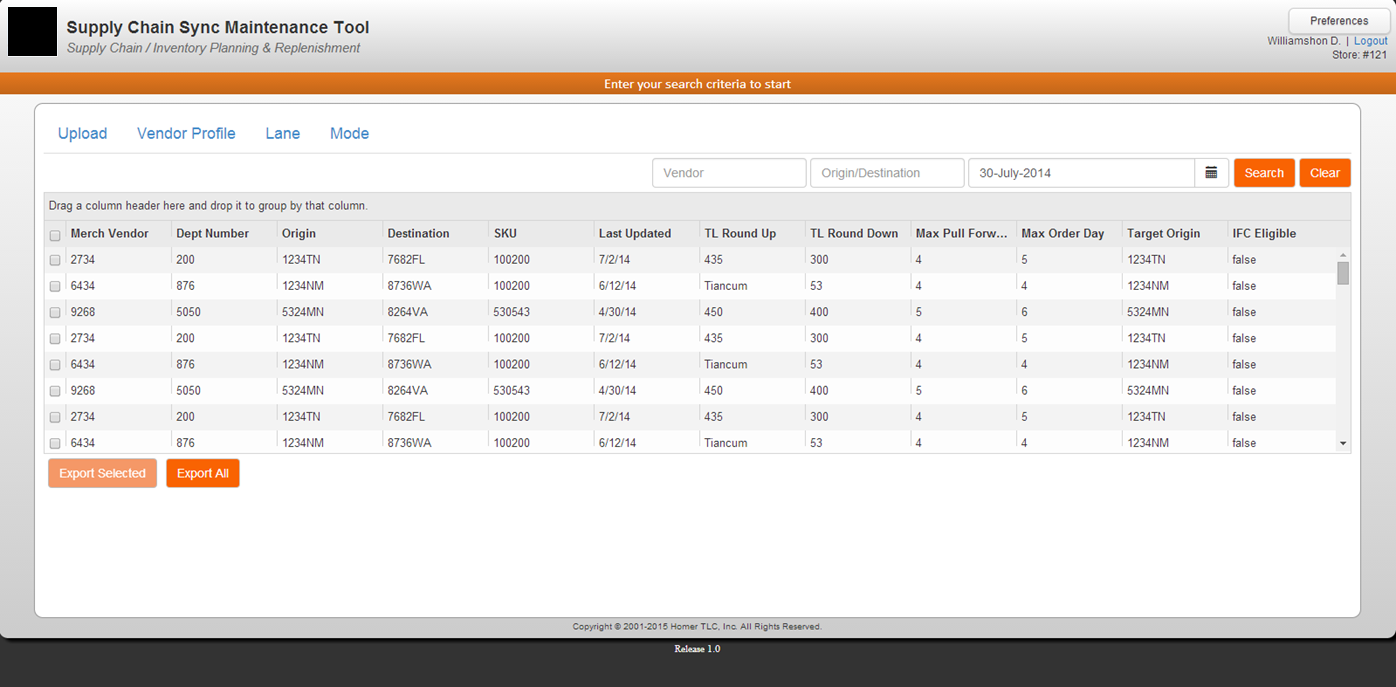 Supply Chain Sync Maintenance Tool
Supply Chain / Inventory Planning & Replenishment
Preferences
Williamshon D. | Logout
Store: #121
Enter your search criteria to start
Upload Vendor Profile Lane Mode
Vendor Origin/Destination 30-July-2014 Search Clear
Drag a column header here and drop it to group by that column.
Merch Vendor Dept Number Origin Destination SKU Last Updated TL Round Up TL Round Down Max Pull Forw... Max Order Day Target Origin IFC Eligible
2734 200 1234TN 7682FL 100200 7/2/14 435 300 4 5 1234TN false
6434 876 1234NM 8736WA 100200 6/12/14 Tiancum 53 4 4 1234NM false
9268 5050 5324MN 8264VA 530543 4/30/14 450 400 5 6 5324MN false
2734 200 1234TN 7682FL 100200 7/2/14 435 300 4 5 1234TN false
6434 876 1234NM 8736WA 100200 6/12/14 Tiancum 53 4 4 1234NM false
9268 5050 5324MN 8264VA 530543 4/30/14 450 400 5 6 5324MN false
2734 200 1234TN 7682FL 100200 7/2/14 435 300 4 5 1234TN false
6434 876 1234NM 8736WA 100200 6/12/14 Tiancum 53 4 4 1234NM false
Export Selected Export All
Copyright © 2001-2015 Homer TLC, Inc. All Rights Reserved.
Release 1.0